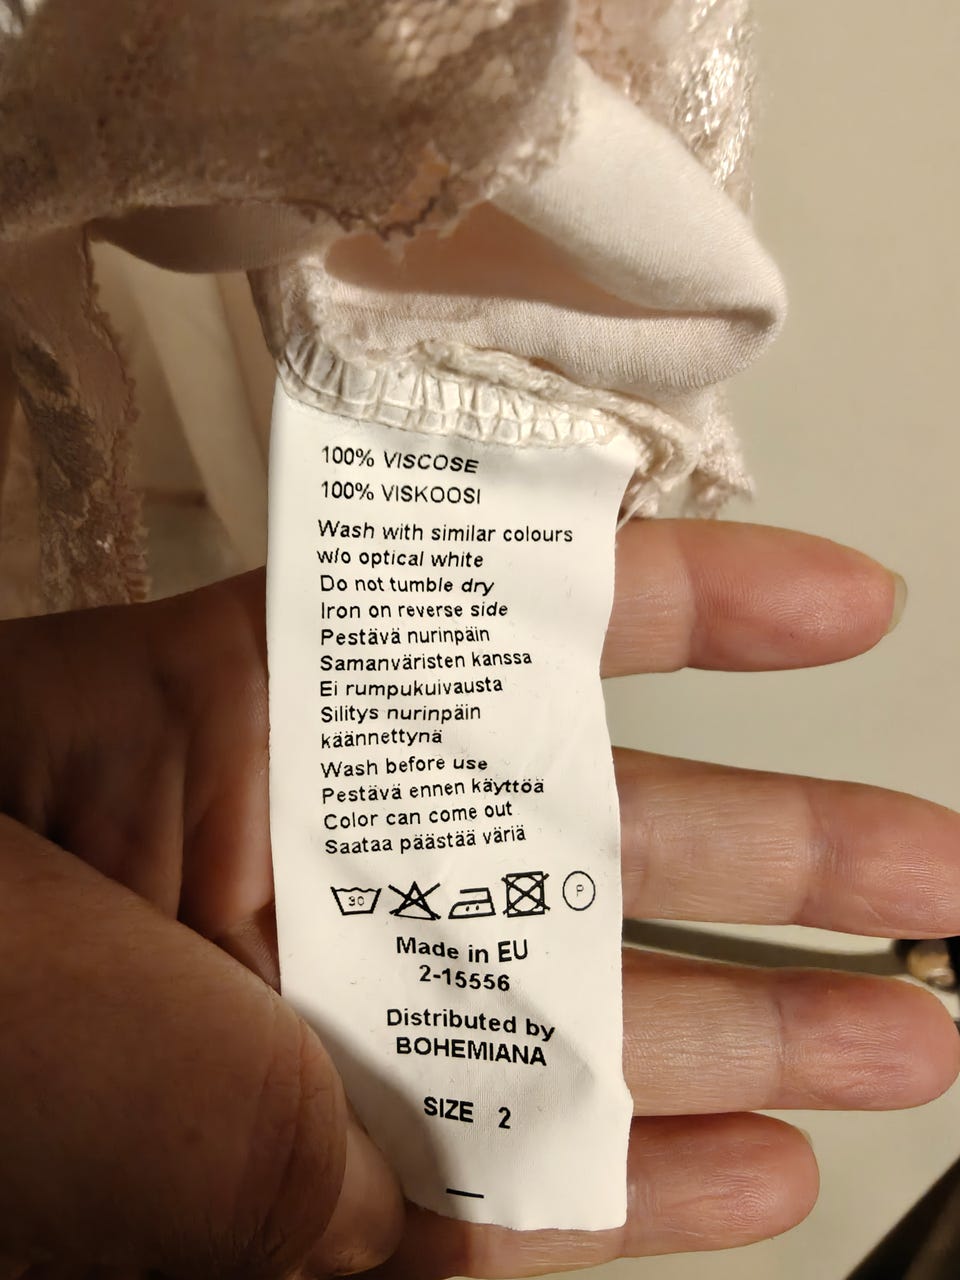 100% VISCOSE
100% VISKOOSI
Wash with similar colours
w/o optical white
Do not tumble dry
Iron on reverse side
Pestävä nurinpäin
Samanväristen kanssa
Ei rumpukuivausta
Silitys nurinpäin
käännettynä
Wash before use
Pestävä ennen käyttöä
Color can come out
Saataa päästää väriä
30 P
Made in EU
2-15556
Distributed by
BOHEMIANA
SIZE 2